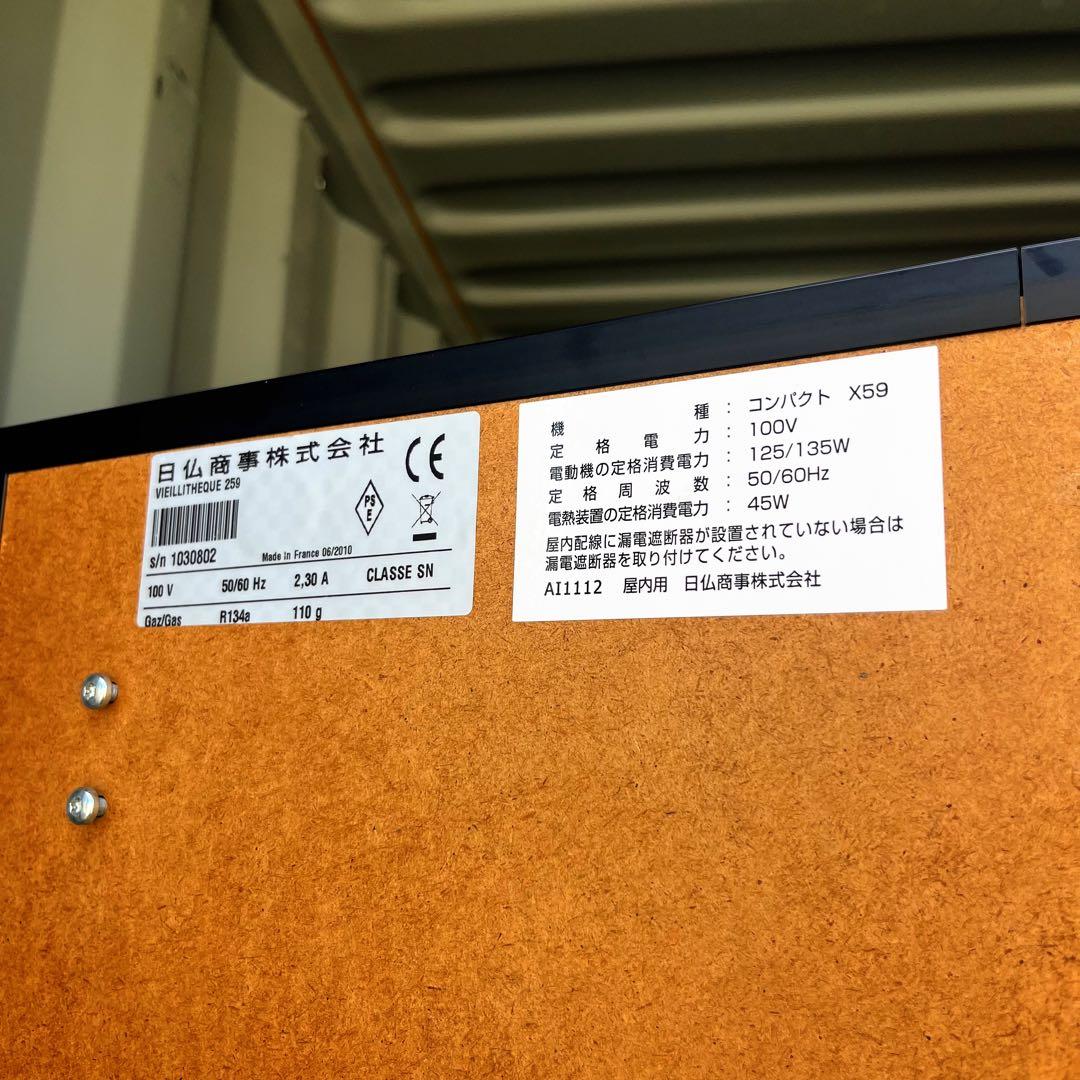 日仏商事株式会社
VIEILLITHEQUE 259
CE
PS
E
s/n 1030802 Made in France 06/2010
100 V 50/60 Hz 2,30 A CLASSE SN
Gaz/Gas R134a 110 g
機種 : コンパクト X59
定格電力 : 100V
電動機の定格消費電力 : 125/135W
定格周波数 : 50/60Hz
電熱装置の定格消費電力 : 45W
屋内配線に漏電遮断器が設置されていない場合は
漏電遮断器を取り付けてください。
AI1112 屋内用 日仏商事株式会社